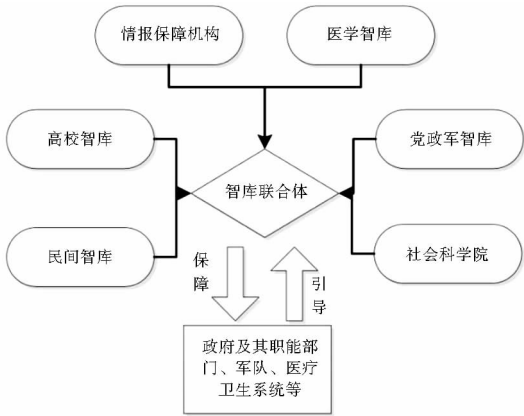 情报保障机构
医学智库
高校智库
党政军智库
智库联合体
民间智库
社会科学院
保障
引导
政府及其职能部
门、军队、医疗
卫生系统等